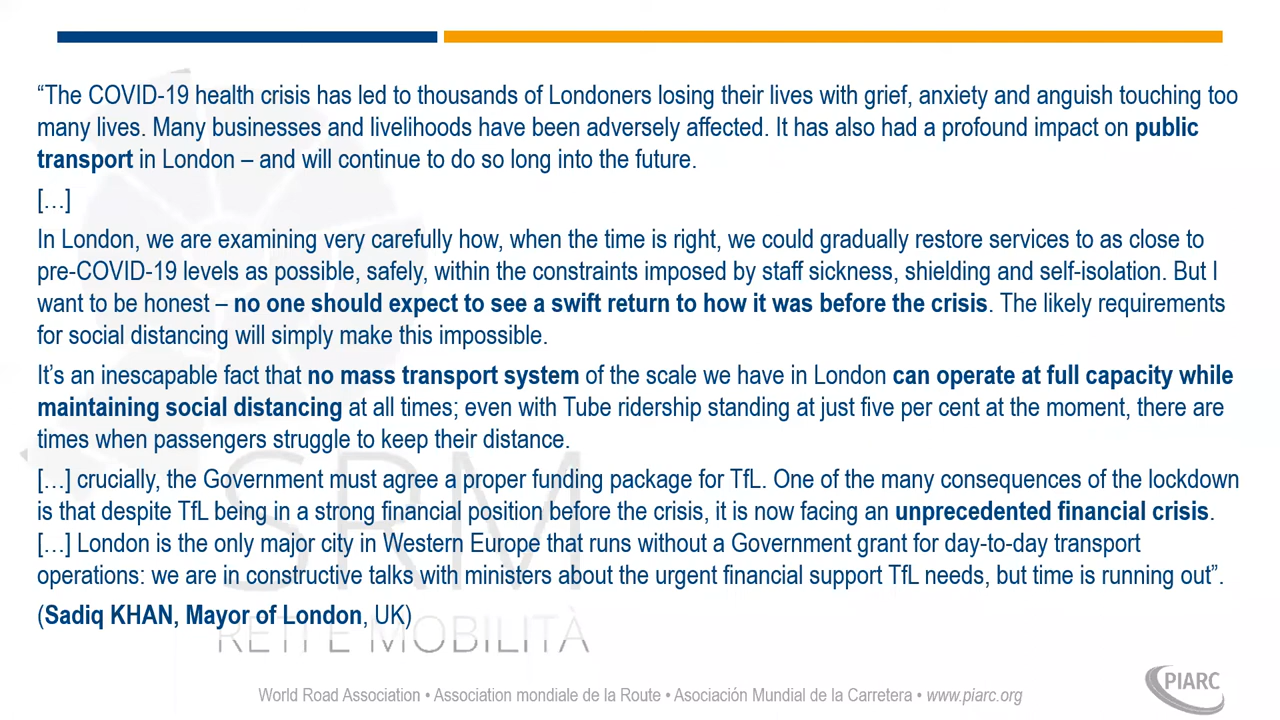 “The COVID-19 health crisis has led to thousands of Londoners losing their lives with grief, anxiety and anguish touching too
many lives. Many businesses and livelihoods have been adversely affected. It has also had a profound impact on public
transport in London – and will continue to do so long into the future.
[…]
In London, we are examining very carefully how, when the time is right, we could gradually restore services to as close to
pre-COVID-19 levels as possible, safely, within the constraints imposed by staff sickness, shielding and self-isolation. But I
want to be honest – no one should expect to see a swift return to how it was before the crisis. The likely requirements
for social distancing will simply make this impossible.
It’s an inescapable fact that no mass transport system of the scale we have in London can operate at full capacity while
maintaining social distancing at all times; even with Tube ridership standing at just five per cent at the moment, there are
times when passengers struggle to keep their distance.
[…] crucially, the Government must agree a proper funding package for TfL. One of the many consequences of the lockdown
is that despite TfL being in a strong financial position before the crisis, it is now facing an unprecedented financial crisis.
[…] London is the only major city in Western Europe that runs without a Government grant for day-to-day transport
operations: we are in constructive talks with ministers about the urgent financial support TfL needs, but time is running out”.
(Sadiq KHAN, Mayor of London, UK)
SRM
RETI E MOBILITÀ
World Road Association • Association mondiale de la Route • Asociación Mundial de la Carretera • www.piarc.org
PIARC